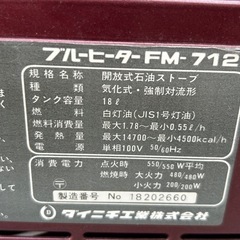 ブルーヒーター FM-712
規格名称 開放式石油ストーブ
種類 気化式・強制対流形
タンク容量 18ℓ
燃料 白灯油(JIS1号灯油)
燃料消費量 最大1.78~最小0.55ℓ/h
発熱量 最大14700~最小4500kcal/h
電源 単相100V 50/60Hz
消費電力 点火時 550/550W平均
燃焼時 大火力 480/480W
小火力 200/200W
製造番号 No 18202660
ダイニチ工業株式会社